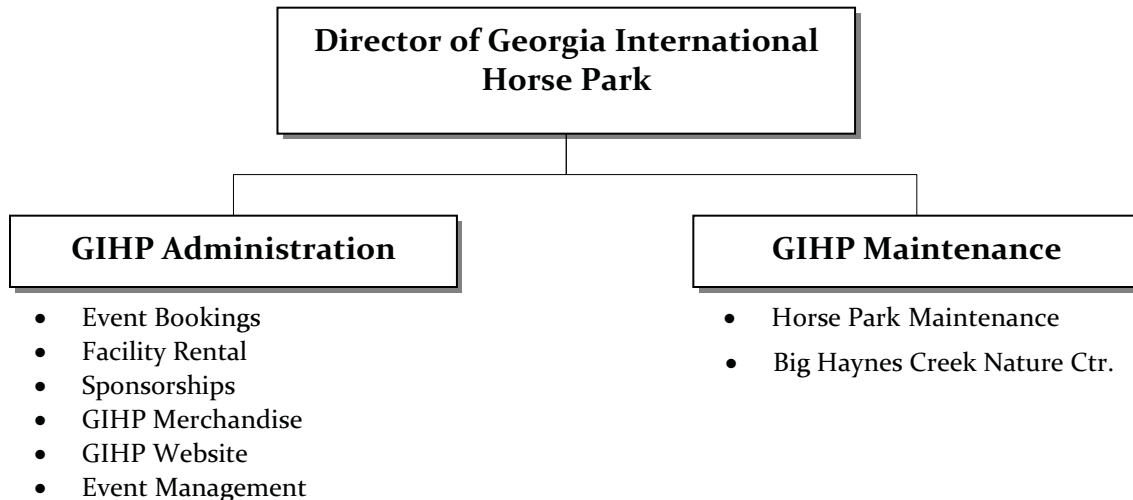 Director of Georgia International
Horse Park
GIHP Administration
• Event Bookings
• Facility Rental
• Sponsorships
• GIHP Merchandise
• GIHP Website
• Event Management
GIHP Maintenance
• Horse Park Maintenance
• Big Haynes Creek Nature Ctr.